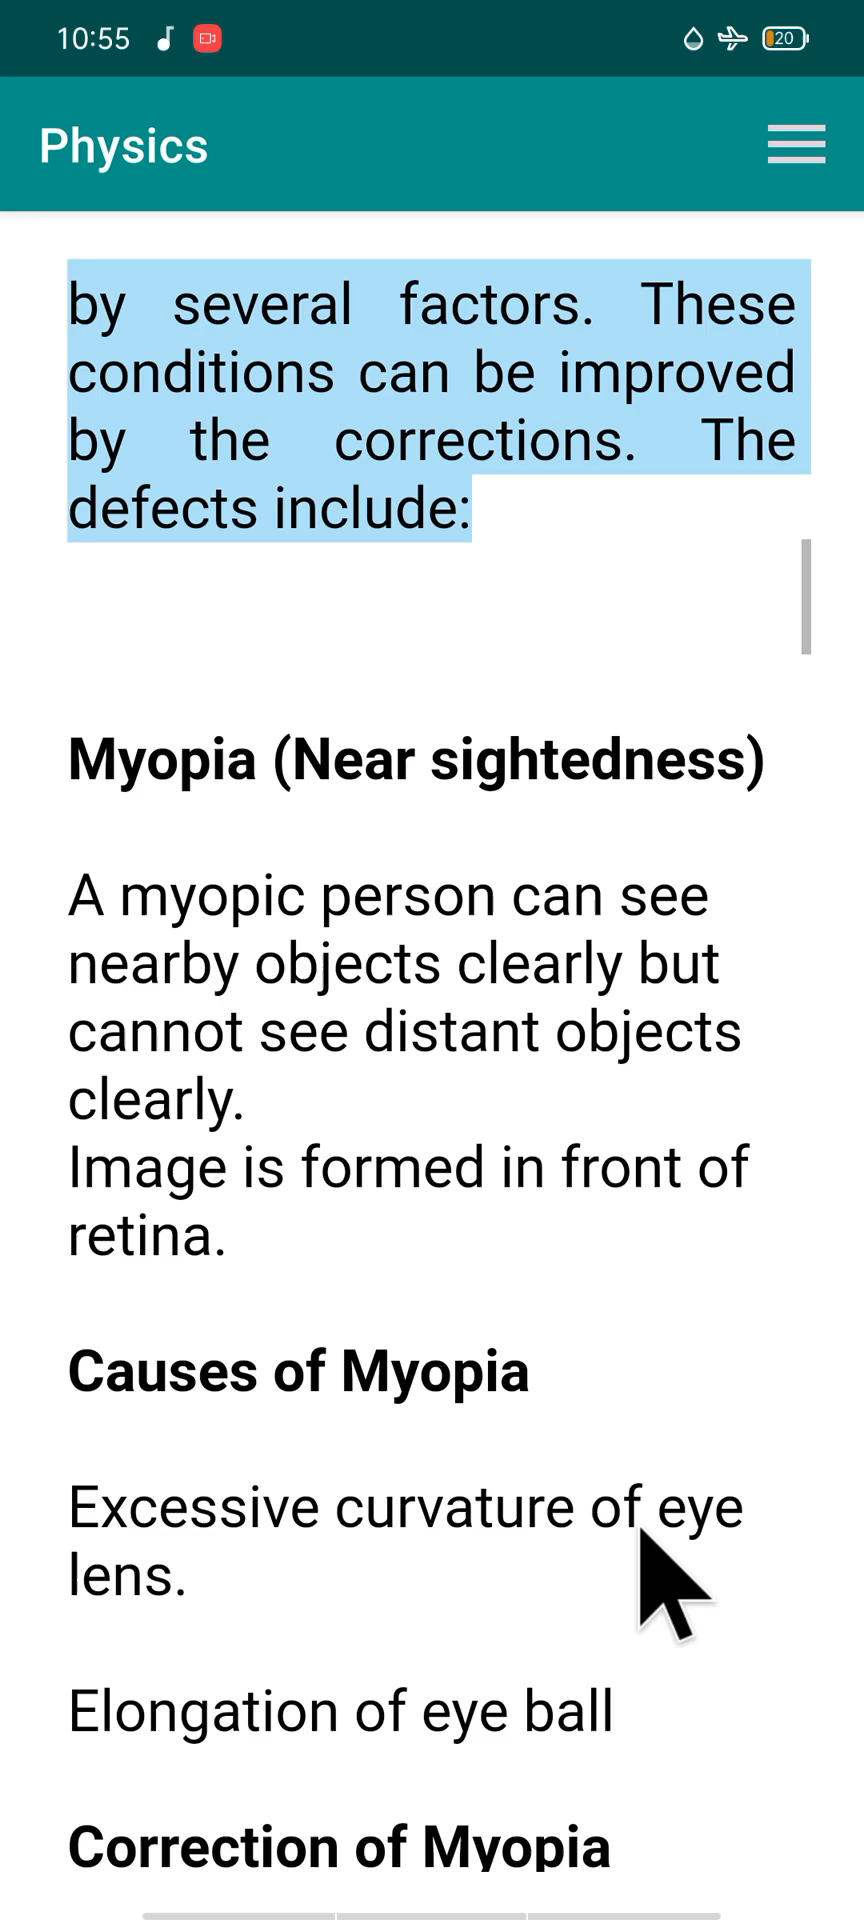 10:55
20
Physics
by several factors. These
conditions can be improved
by the corrections. The
defects include:
Myopia (Near sightedness)
A myopic person can see
nearby objects clearly but
cannot see distant objects
clearly.
Image is formed in front of
retina.
Causes of Myopia
Excessive curvature of eye
lens.
Elongation of eye ball
Correction of Myopia